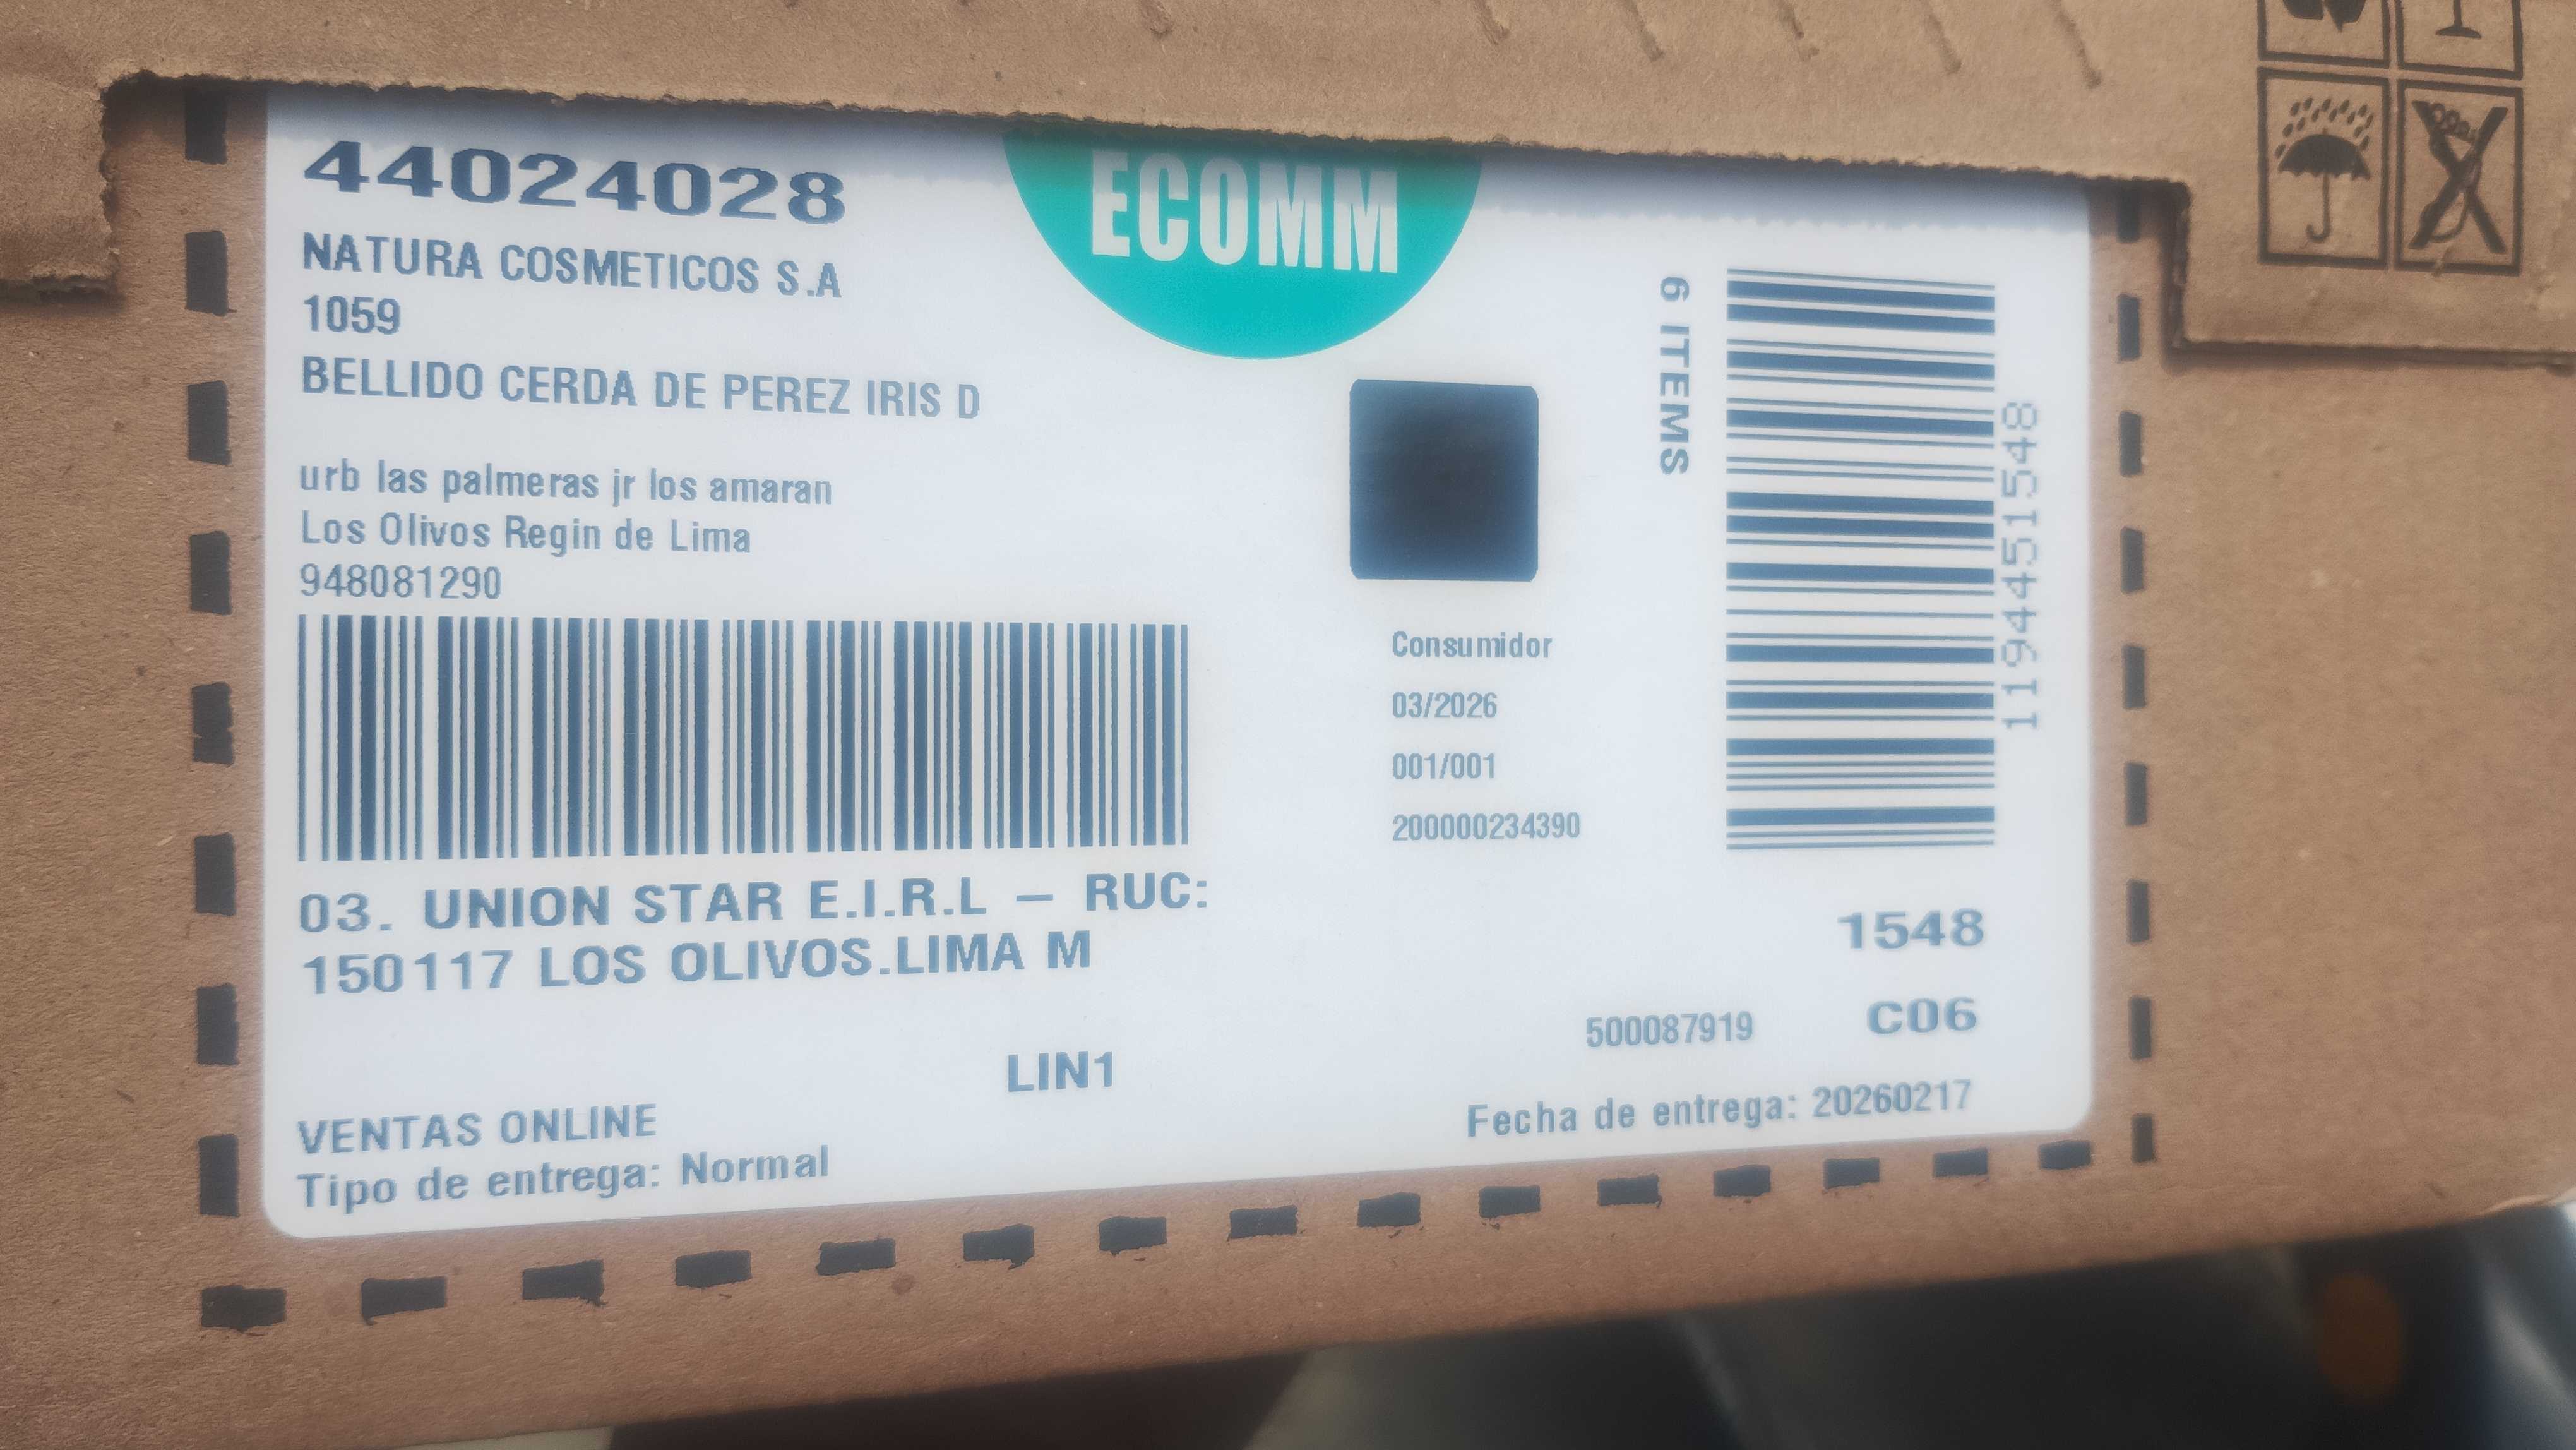 44024028
NATURA COSMETICOS S.A
1059
BELLIDO CERDA DE PEREZ IRIS D
urb las palmeras jr los amaran
Los Olivos Regin de Lima
948081290
03. UNION STAR E.I.R.L – RUC:
150117 LOS OLIVOS.LIMA M
LIN1
VENTAS ONLINE
Tipo de entrega: Normal
ECOMM
Consumidor
03/2026
001/001
200000234390
6 ITEMS
119445151548
1548
500087919 C06
Fecha de entrega: 20260217